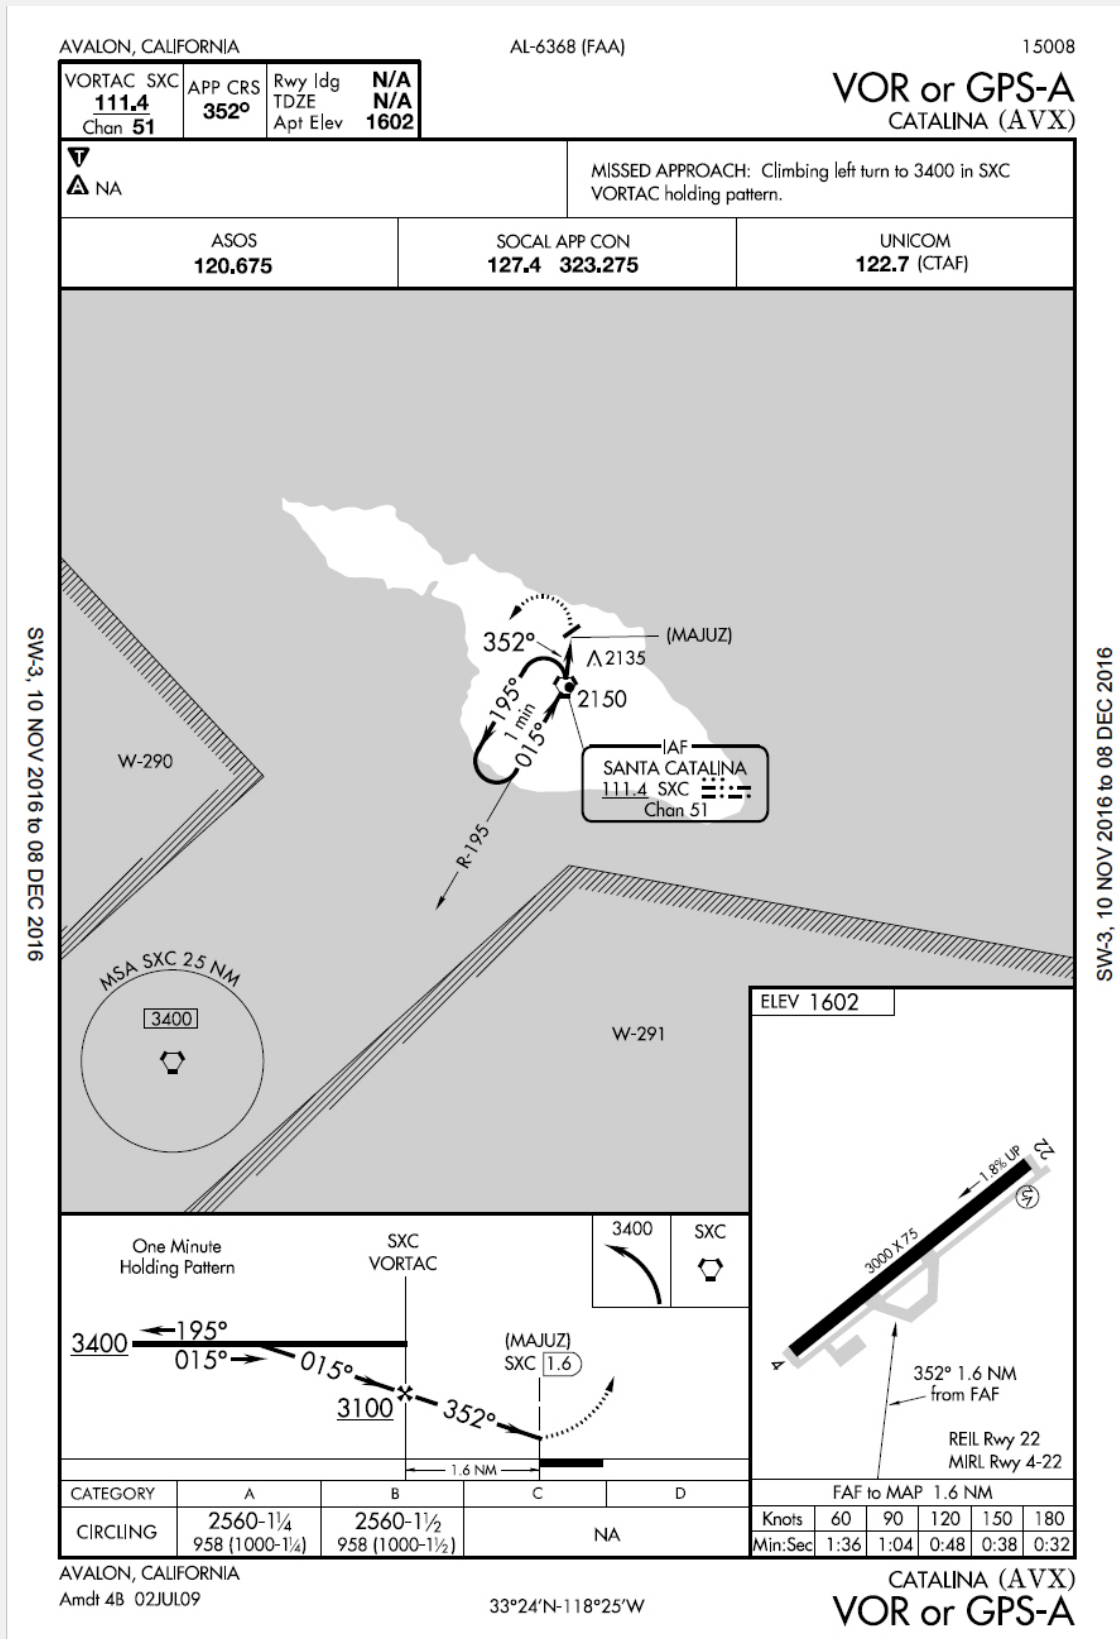 AVALON, CALIFORNIA
AL-6368 (FAA)
15008
VORTAC SXC
111.4
Chan 51
APP CRS
352°
Rwy ldg N/A
TDZE N/A
Apt Elev 1602
VOR or GPS-A
CATALINA (AVX)
T
A NA
MISSED APPROACH: Climbing left turn to 3400 in SXC
VORTAC holding pattern.
ASOS
120.675
SOCAL APP CON
127.4 323.275
UNICOM
122.7 (CTAF)
SW-3, 10 NOV 2016 to 08 DEC 2016
SW-3, 10 NOV 2016 to 08 DEC 2016
352°
(MAJUZ)
2135
2150
195°
1 min
015°
IAF
SANTA CATALINA
111.4 SXC
Chan 51
R-195
W-290
MSA SXC 25 NM
3400
W-291
ELEV 1602
22
1.8% UP
3000 X 75
4
352° 1.6 NM
from FAF
REIL Rwy 22
MIRL Rwy 4-22
One Minute
Holding Pattern
SXC
VORTAC
3400
SXC
3400
195°
015°
015°
3100
352°
(MAJUZ)
SXC 1.6
1.6 NM
CATEGORY A B C D
CIRCLING
2560-1¼
958 (1000-1¼)
2560-1½
958 (1000-1½)
NA
FAF to MAP 1.6 NM
Knots 60 90 120 150 180
Min:Sec 1:36 1:04 0:48 0:38 0:32
AVALON, CALIFORNIA
Amdt 4B 02JUL09
33°24'N-118°25'W
CATALINA (AVX)
VOR or GPS-A